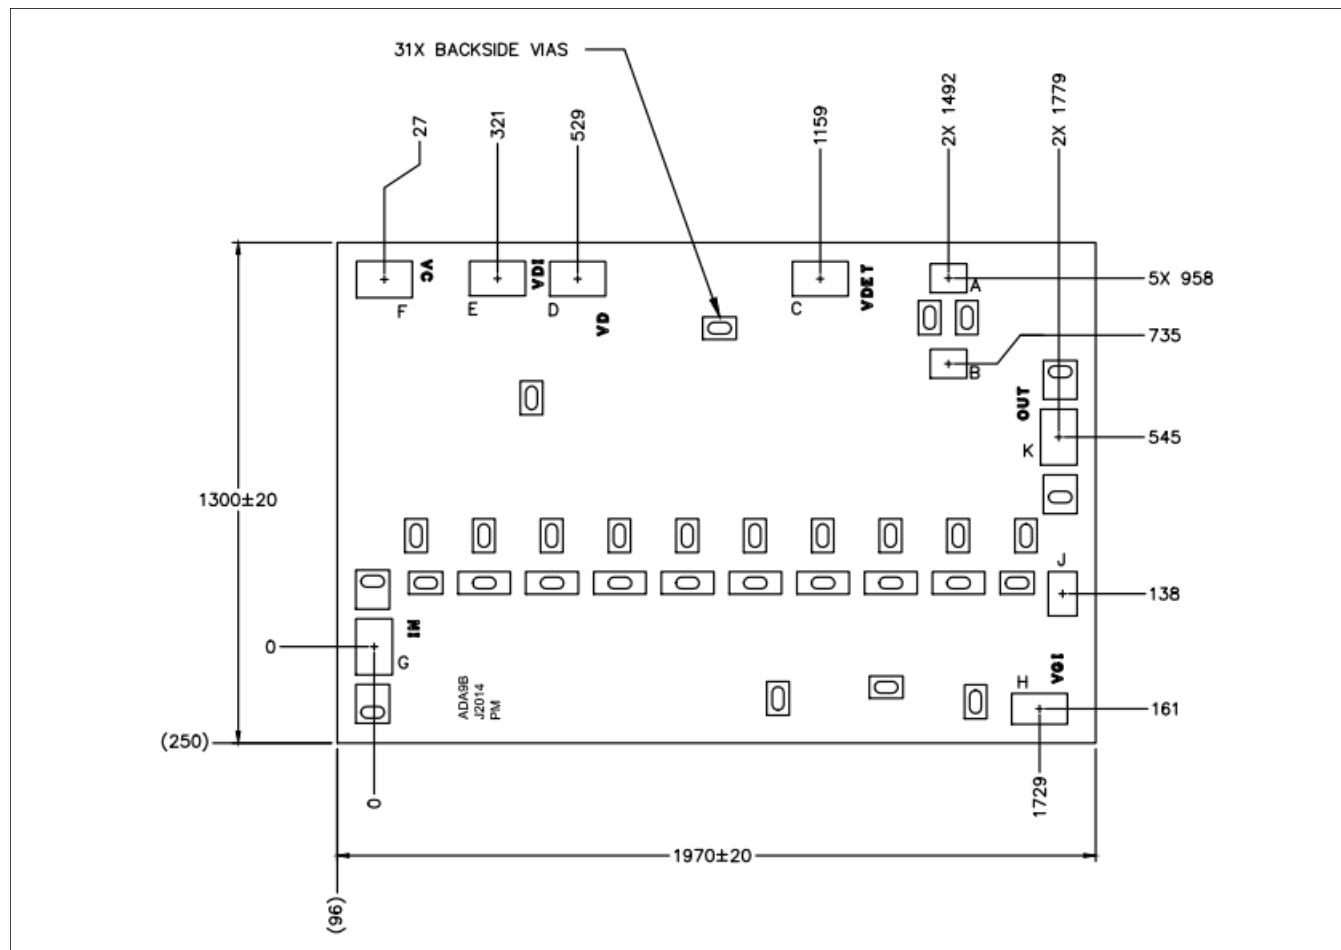 31X BACKSIDE VIAS
27
321
529
1159
2X 1492
2X 1779
VC
VDI
VD
VDET
F
E
D
C
A
5X 958
735
B
OUT
K
545
1300±20
J
138
0
IN
G
ADA9B
J2014
PM
H
VGI
161
(250)
0
1729
1970±20
(96)